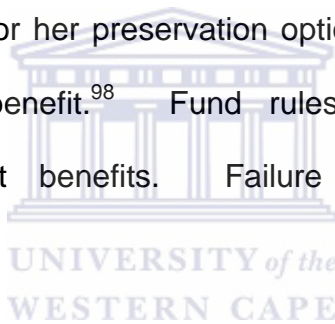 or her preservation optio
benefit.98 Fund rules
t benefits. Failure
UNIVERSITY of the
WESTERN CAPE